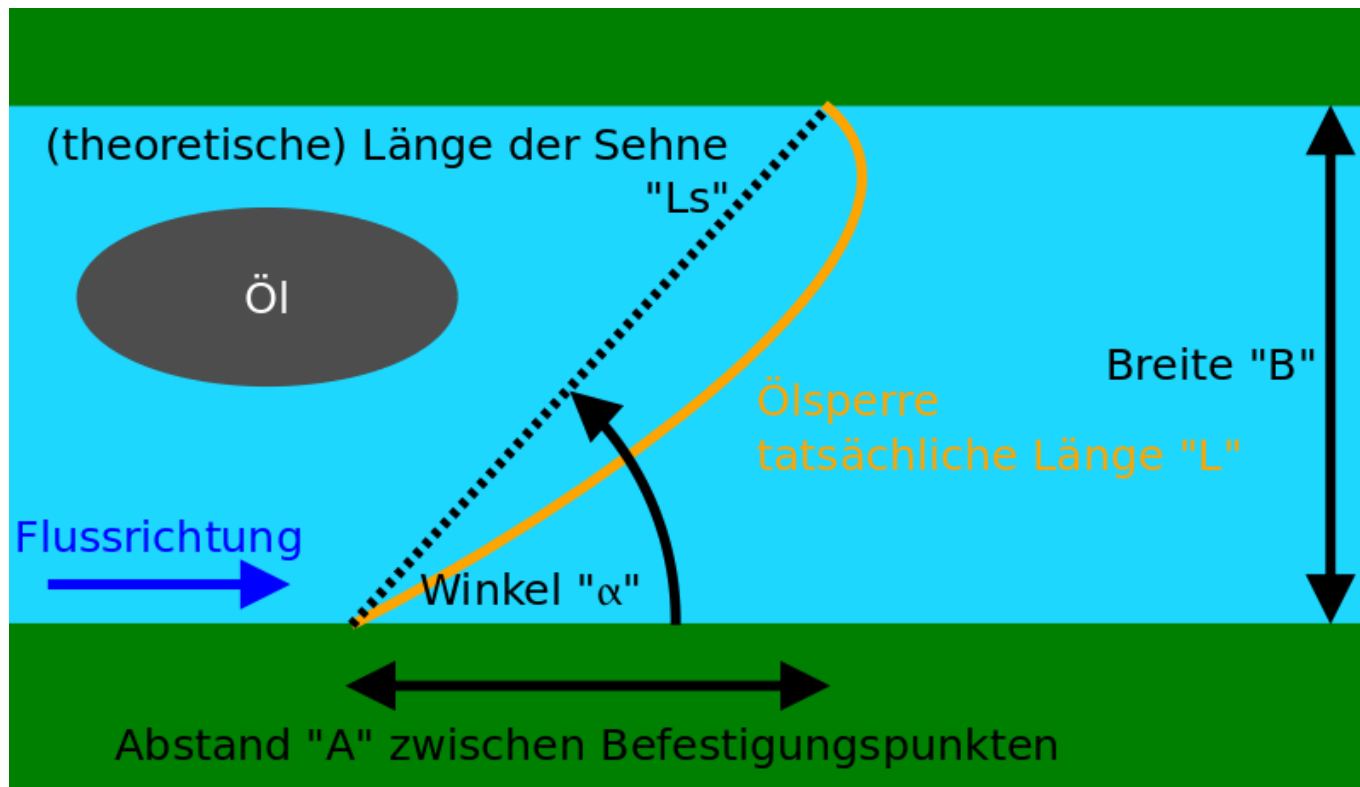 (theoretische) Länge der Sehne
"Ls"
Öl
Breite "B"
Ölsperre
tatsächliche Länge "L"
Flussrichtung
Winkel "α"
Abstand "A" zwischen Befestigungspunkten